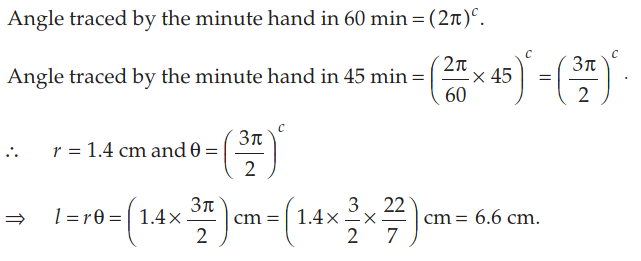 Angle traced by the minute hand in 60 min = (2π)ᶜ.
Angle traced by the minute hand in 45 min = (2π/60 × 45)ᶜ = (3π/2)ᶜ.
∴ r = 1.4 cm and θ = (3π/2)ᶜ
⇒ l = rθ = (1.4 × 3π/2) cm = (1.4 × 3/2 × 22/7) cm = 6.6 cm.